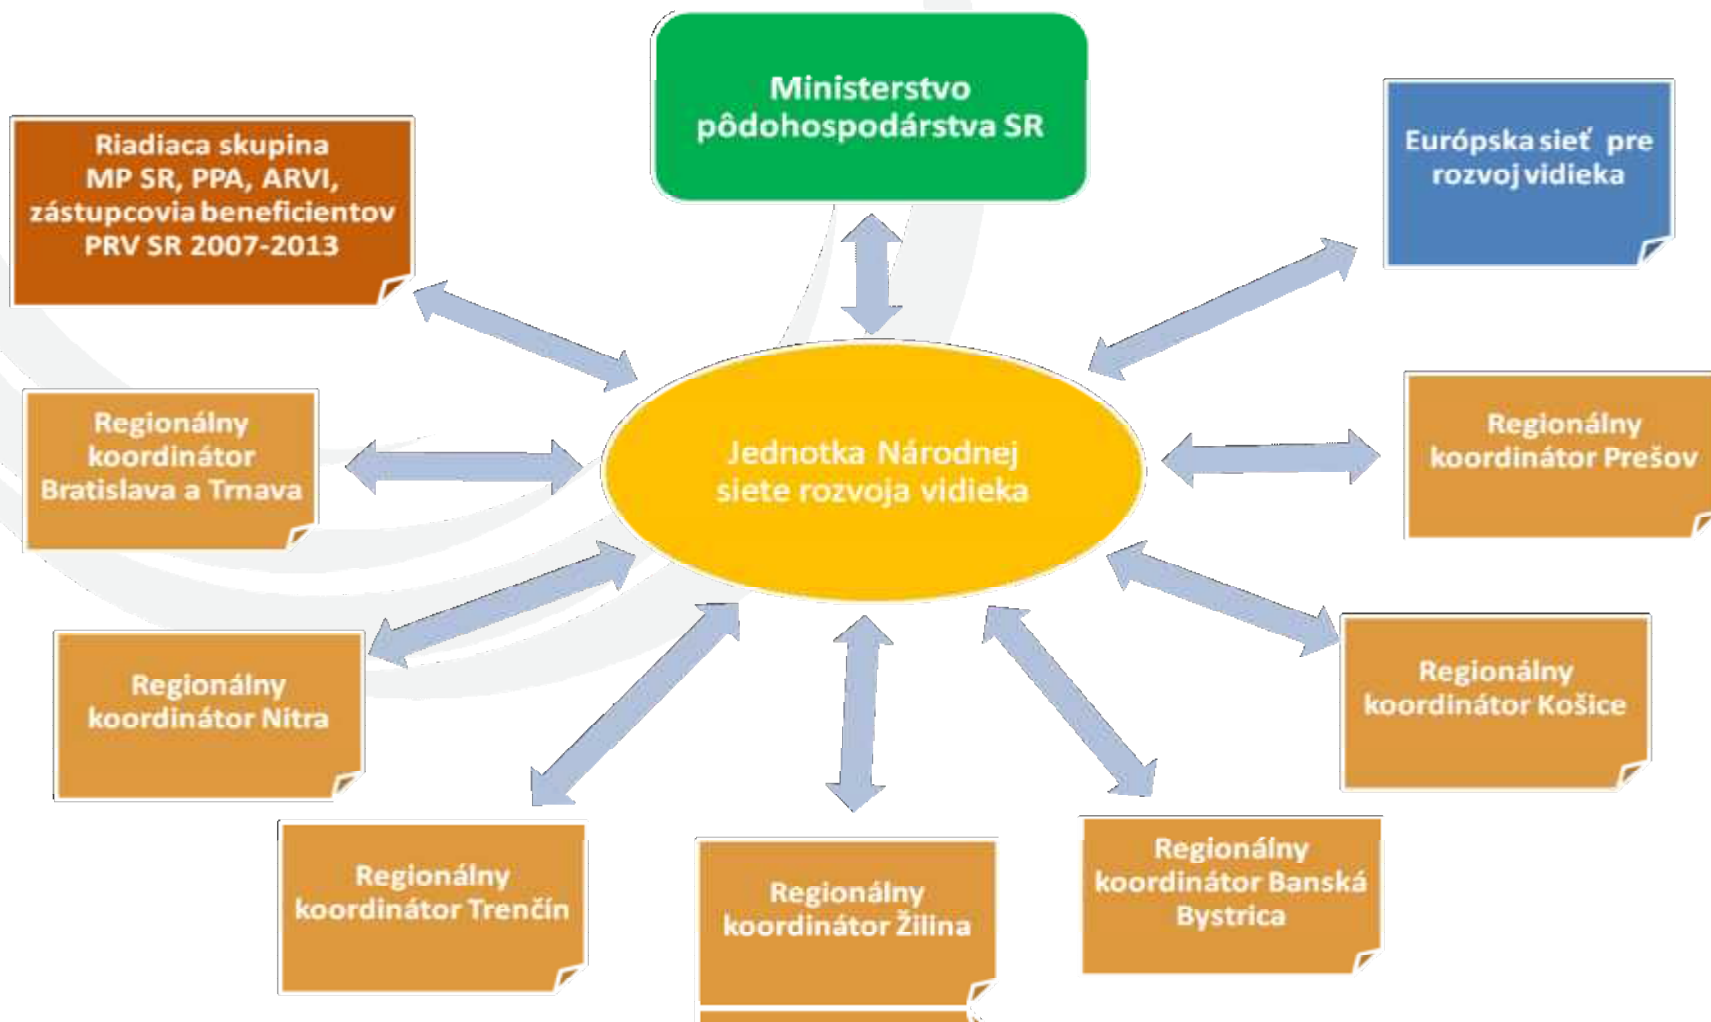 Ministerstvo
pôdohospodárstva SR
Riadiaca skupina
MP SR, PPA, ARVI,
zástupcovia beneficientov
PRV SR 2007-2013
Európska sieť pre
rozvoj vidieka
Regionálny
koordinátor
Bratislava a Trnava
Jednotka Národnej
siete rozvoja vidieka
Regionálny
koordinátor Prešov
Regionálny
koordinátor Nitra
Regionálny
koordinátor Košice
Regionálny
koordinátor Trenčín
Regionálny
koordinátor Žilina
Regionálny
koordinátor Banská
Bystrica